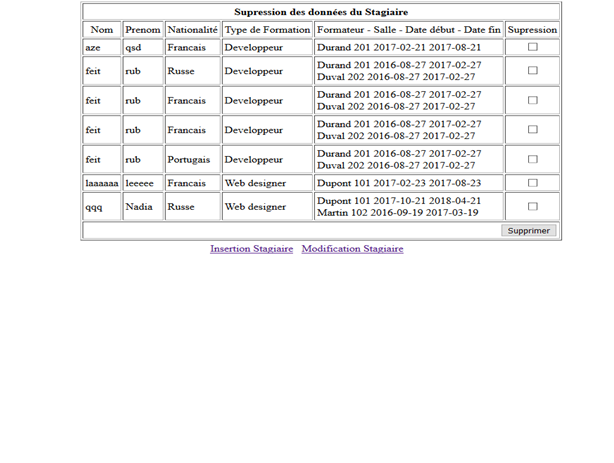 Supression des données du Stagiaire
Nom Prenom Nationalité Type de Formation Formateur - Salle - Date début - Date fin Supression
aze qsd Francais Developpeur Durand 201 2017-02-21 2017-08-21
feit rub Russe Developpeur Durand 201 2016-08-27 2017-02-27
Duval 202 2016-08-27 2017-02-27
feit rub Francais Developpeur Durand 201 2016-08-27 2017-02-27
Duval 202 2016-08-27 2017-02-27
feit rub Francais Developpeur Durand 201 2016-08-27 2017-02-27
Duval 202 2016-08-27 2017-02-27
feit rub Portugais Developpeur Durand 201 2016-08-27 2017-02-27
Duval 202 2016-08-27 2017-02-27
laaaaaa leeeee Francais Web designer Dupont 101 2017-02-23 2017-08-23
qqq Nadia Russe Web designer Dupont 101 2017-10-21 2018-04-21
Martin 102 2016-09-19 2017-03-19
Supprimer
Insertion Stagiaire Modification Stagiaire